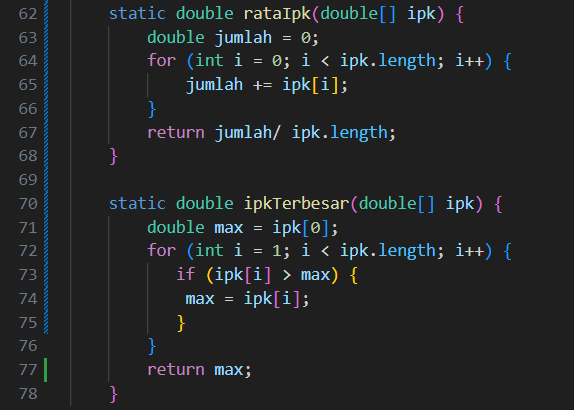 62 static double rataIpk(double[] ipk) {
63 double jumlah = 0;
64 for (int i = 0; i < ipk.length; i++) {
65 jumlah += ipk[i];
66 }
67 return jumlah/ ipk.length;
68 }
69
70 static double ipkTerbesar(double[] ipk) {
71 double max = ipk[0];
72 for (int i = 1; i < ipk.length; i++) {
73 if (ipk[i] > max) {
74 max = ipk[i];
75 }
76 }
77 return max;
78 }